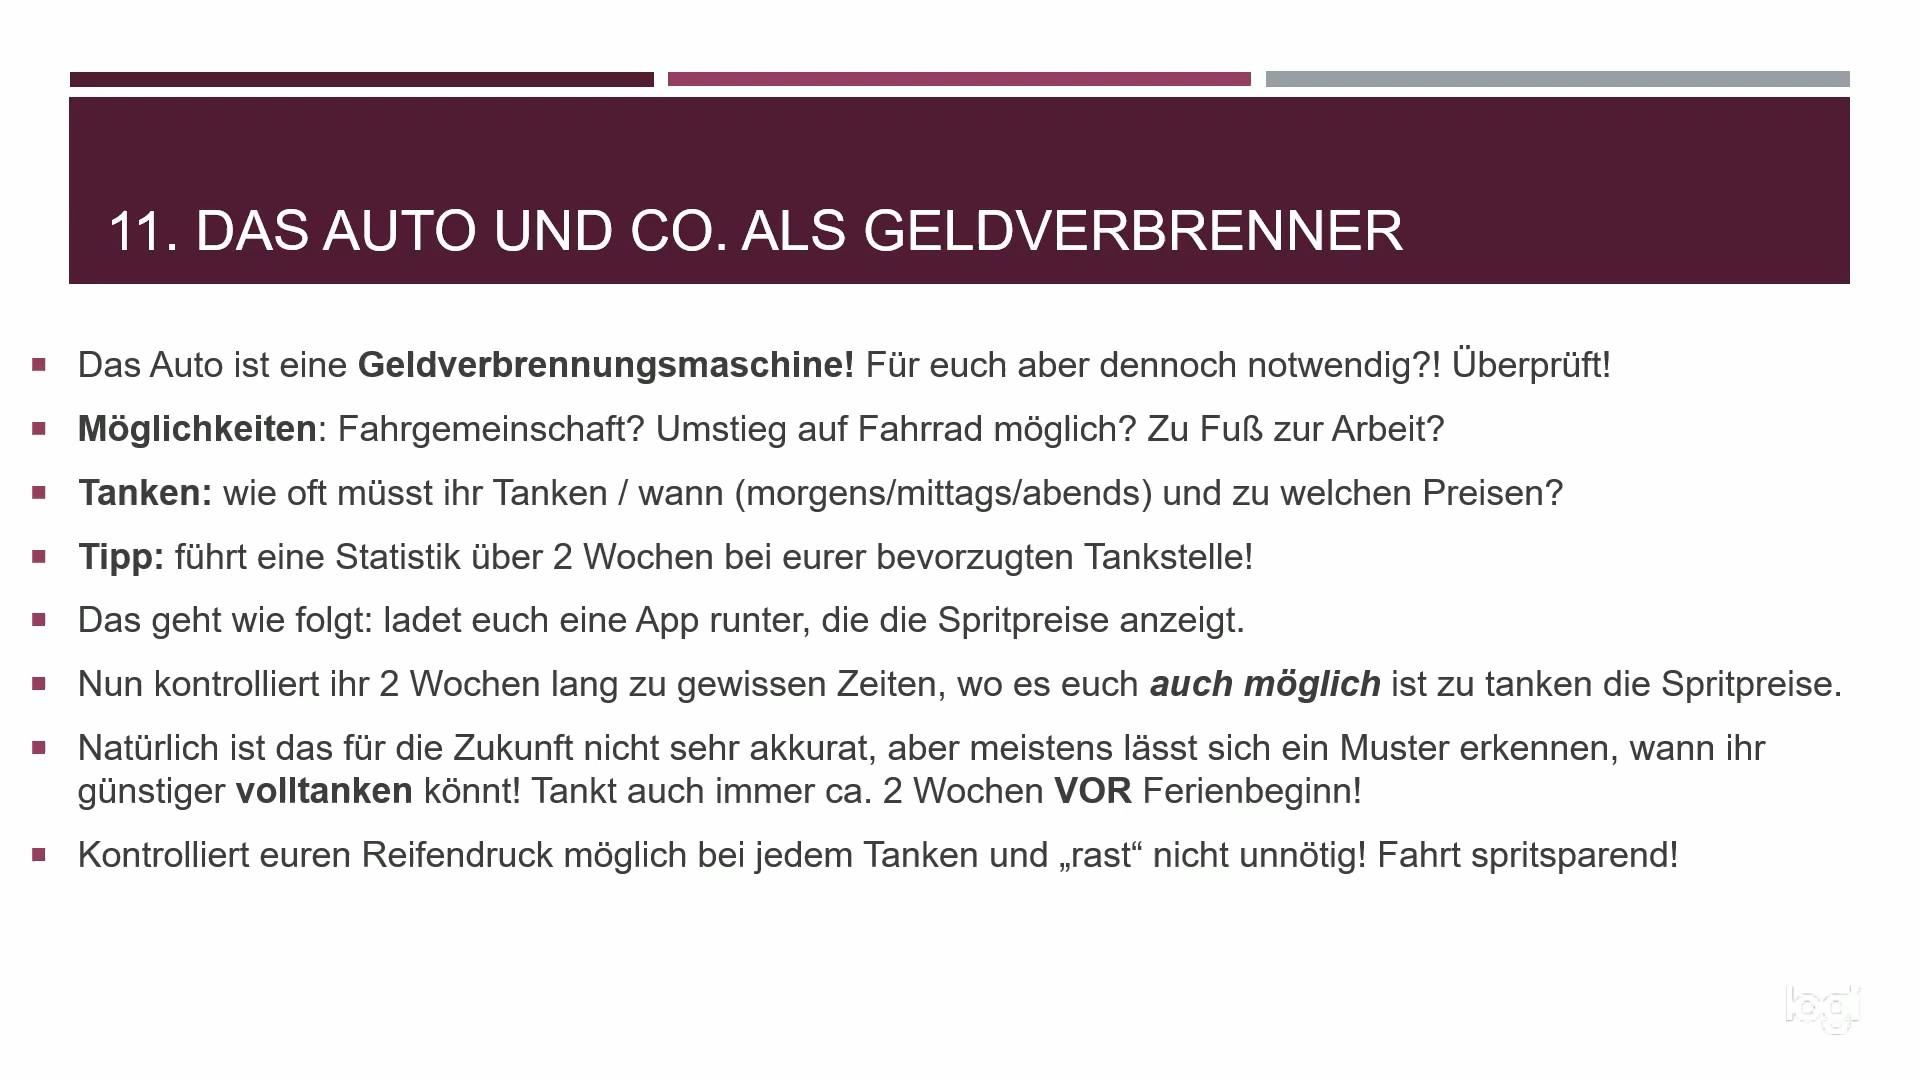 11. DAS AUTO UND CO. ALS GELDVERBRENNER
Das Auto ist eine Geldverbrennungsmaschine! Für euch aber dennoch notwendig?! Überprüft!
Möglichkeiten: Fahrgemeinschaft? Umstieg auf Fahrrad möglich? Zu Fuß zur Arbeit?
Tanken: wie oft müsst ihr Tanken / wann (morgens/mittags/abends) und zu welchen Preisen?
Tipp: führt eine Statistik über 2 Wochen bei eurer bevorzugten Tankstelle!
Das geht wie folgt: ladet euch eine App runter, die die Spritpreise anzeigt.
Nun kontrolliert ihr 2 Wochen lang zu gewissen Zeiten, wo es euch auch möglich ist zu tanken die Spritpreise.
Natürlich ist das für die Zukunft nicht sehr akkurat, aber meistens lässt sich ein Muster erkennen, wann ihr
günstiger volltanken könnt! Tankt auch immer ca. 2 Wochen VOR Ferienbeginn!
Kontrolliert euren Reifendruck möglich bei jedem Tanken und „rast“ nicht unnötig! Fahrt spritsparend!
logi